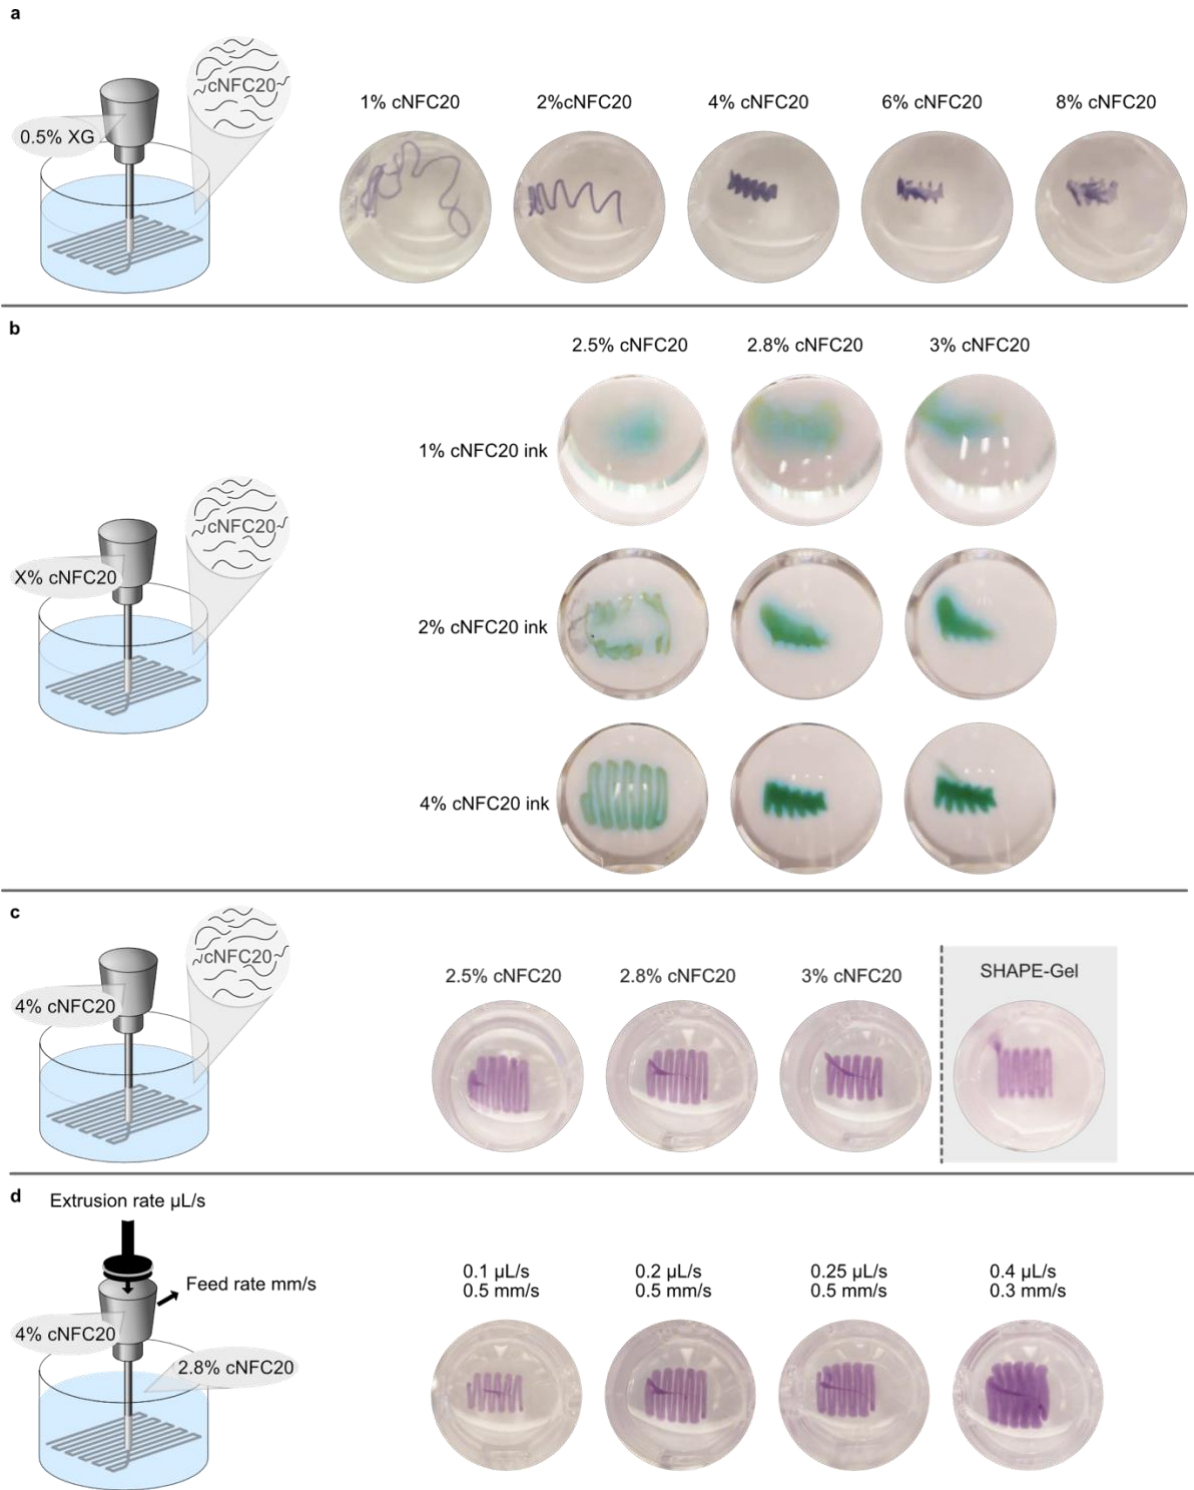 a
cNFC20
0.5% XG
1% cNFC20
2%cNFC20
4% cNFC20
6% cNFC20
8% cNFC20
b
2.5% cNFC20
2.8% cNFC20
3% cNFC20
1% cNFC20 ink
cNFC20
X% cNFC20
2% cNFC20 ink
4% cNFC20 ink
c
cNFC20
4% cNFC20
2.5% cNFC20
2.8% cNFC20
3% cNFC20
SHAPE-Gel
d
Extrusion rate µL/s
Feed rate mm/s
4% cNFC20
2.8% cNFC20
0.1 µL/s
0.5 mm/s
0.2 µL/s
0.5 mm/s
0.25 µL/s
0.5 mm/s
0.4 µL/s
0.3 mm/s